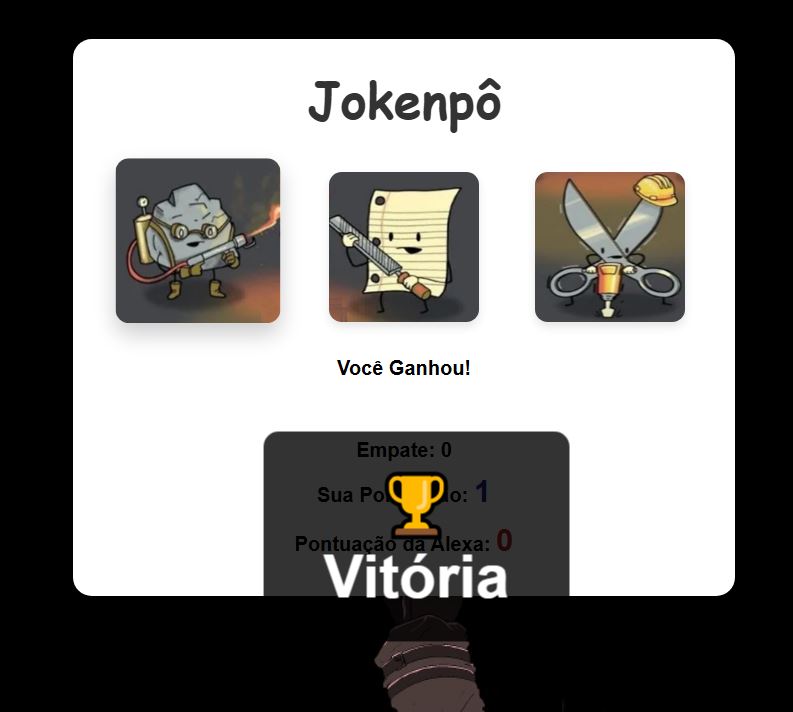 Jokenpô
Você Ganhou!
Empate: 0
Sua Po        o: 1
Pontuação da Alexa: 0
Vitória